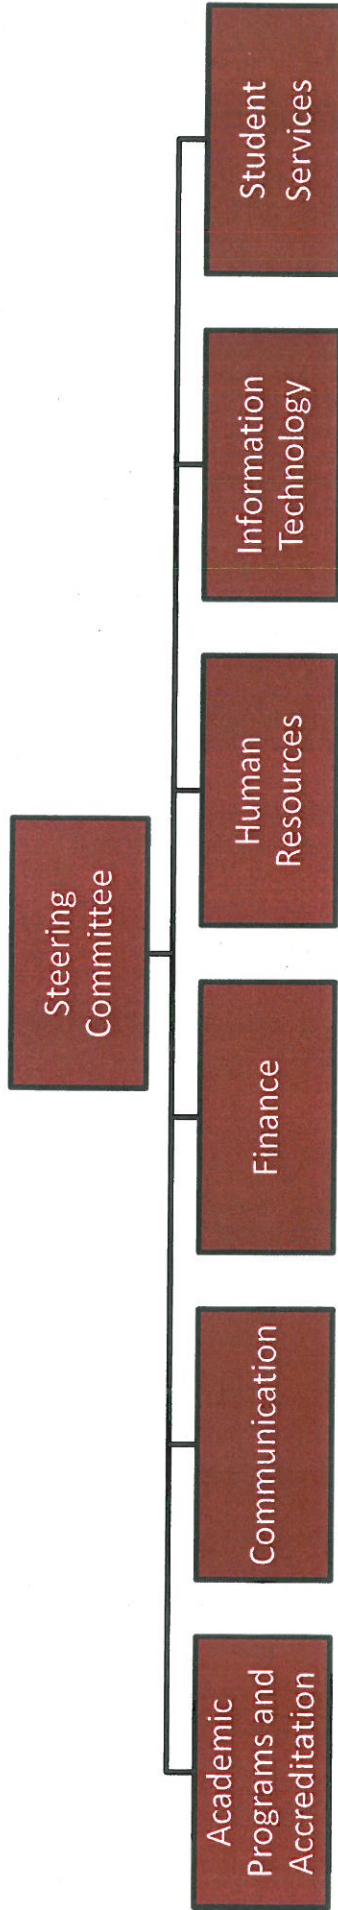 Steering
Committee
Academic
Programs and
Accreditation
Communication
Finance
Human
Resources
Information
Technology
Student
Services